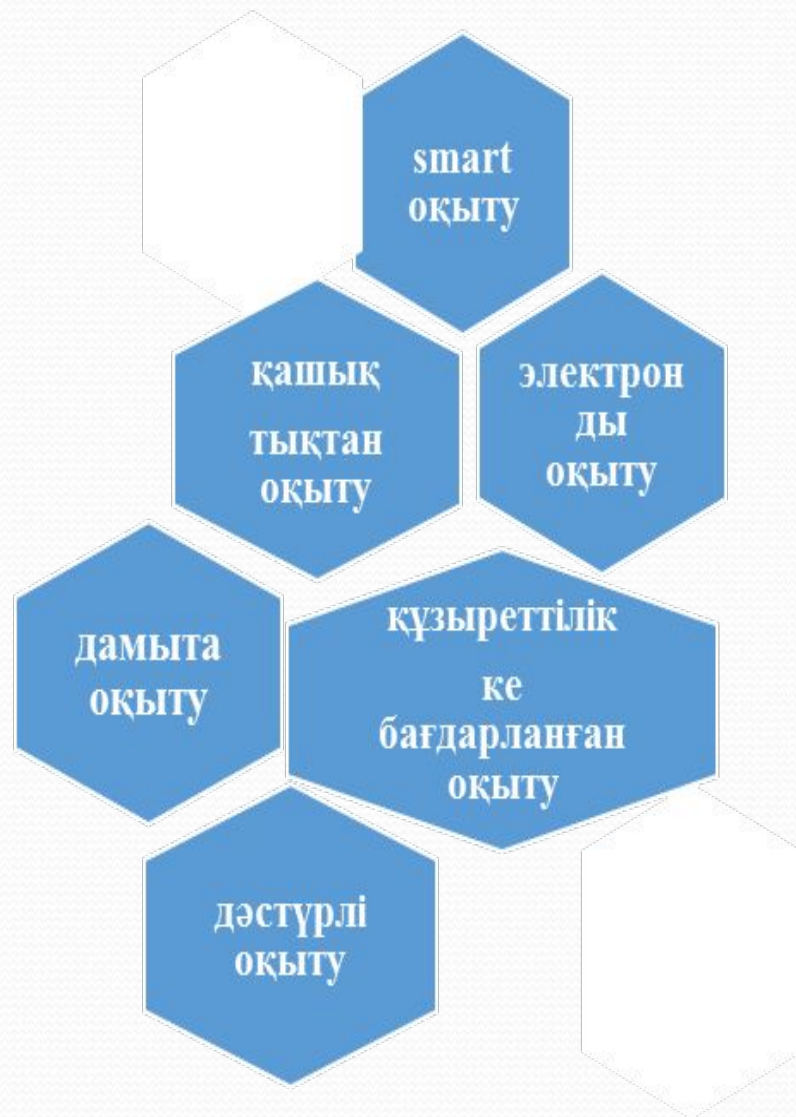 smart
оқыту
қашық
тықтан
оқыту
электрон
ды
оқыту
дамыта
оқыту
құзыреттілік
ке
бағдарланған
оқыту
дәстүрлі
оқыту